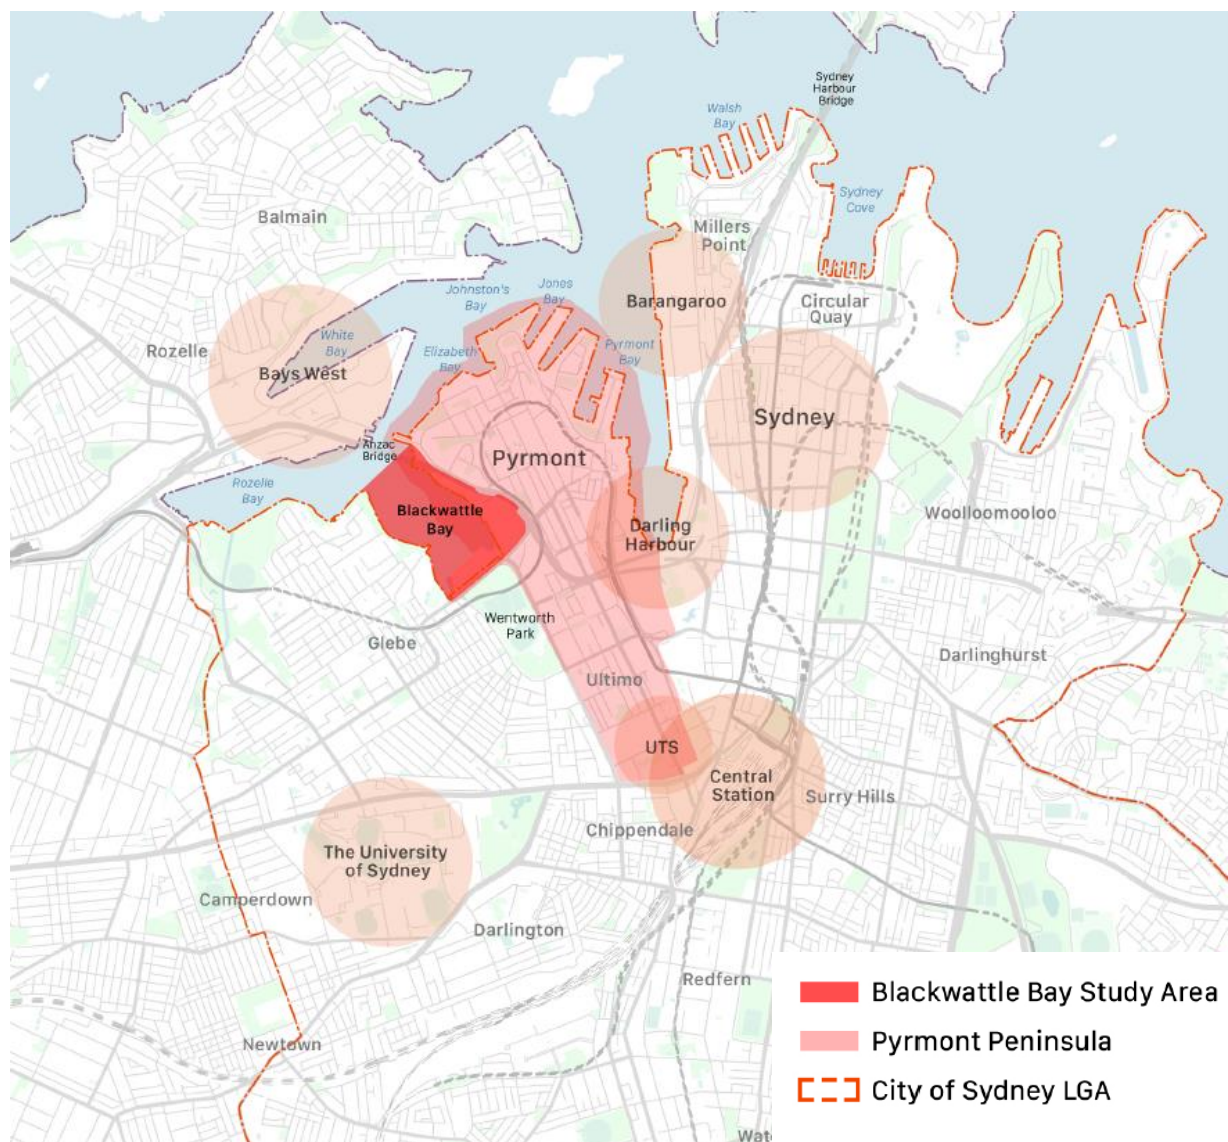 Sydney
Harbour
Bridge
Walsh
Bay
Sydney
Cove
Balmain
Millers
Point
Johnston's
Bay
Jones
Bay
Barangaroo
Circular
Quay
Rozelle
White
Bay
Bays West
Elizabeth
Bay
Pyrmont
Bay
Sydney
Anzac
Bridge
Pyrmont
Rozelle
Bay
Blackwattle
Bay
Darling
Harbour
Woolloomooloo
Wentworth
Park
Glebe
Darlinghurst
Ultimo
UTS
Central
Station
Surry Hills
Chippendale
The University
of Sydney
Camperdown
Darlington
Redfern
Newtown
Wat
Blackwattle Bay Study Area
Pyrmont Peninsula
City of Sydney LGA